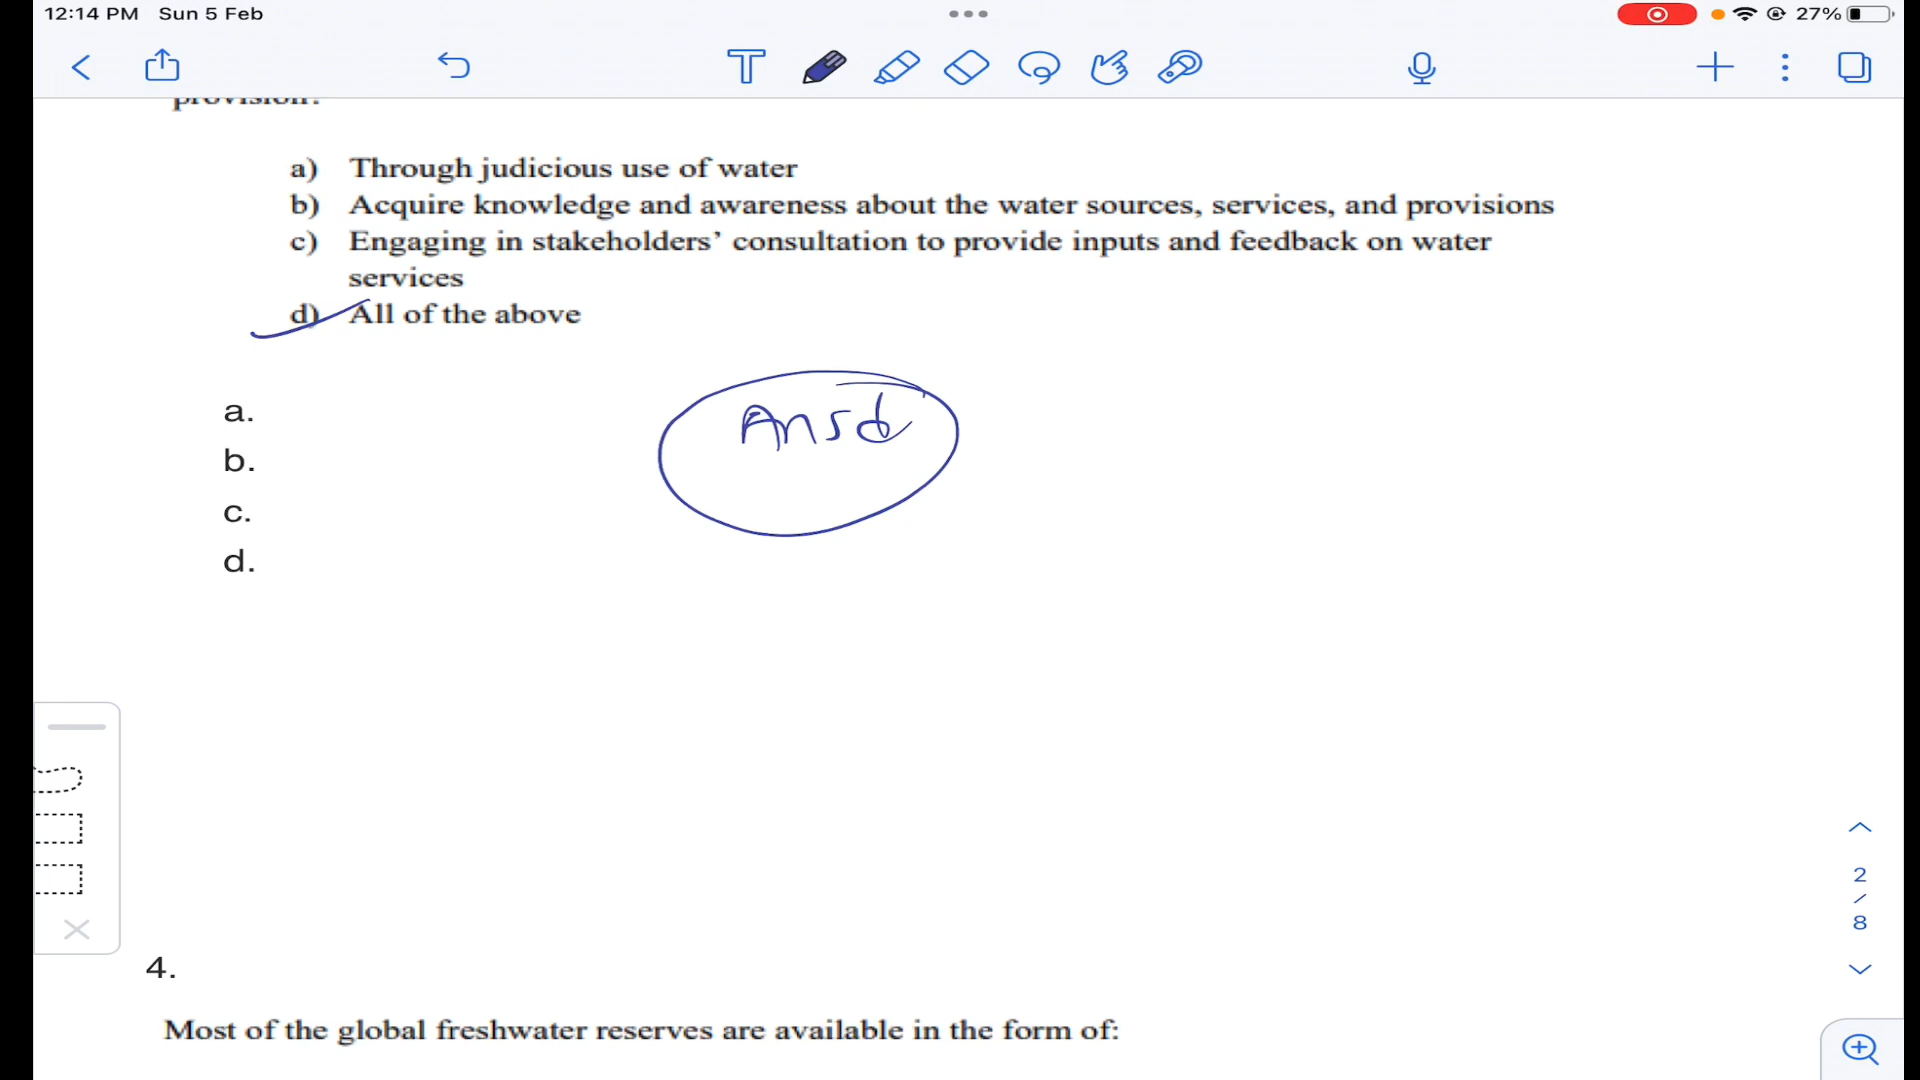 12:14 PM Sun 5 Feb
27%
provision?
a) Through judicious use of water
b) Acquire knowledge and awareness about the water sources, services, and provisions
c) Engaging in stakeholders’ consultation to provide inputs and feedback on water
services
d) All of the above
Ans d
a.
b.
c.
d.
2
/
8
4.
Most of the global freshwater reserves are available in the form of: